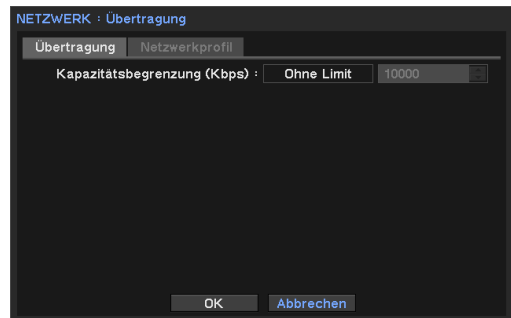 NETZWERK : Übertragung
Übertragung Netzwerkprofil
Kapazitätsbegrenzung (Kbps) : Ohne Limit 10000
OK Abbrechen